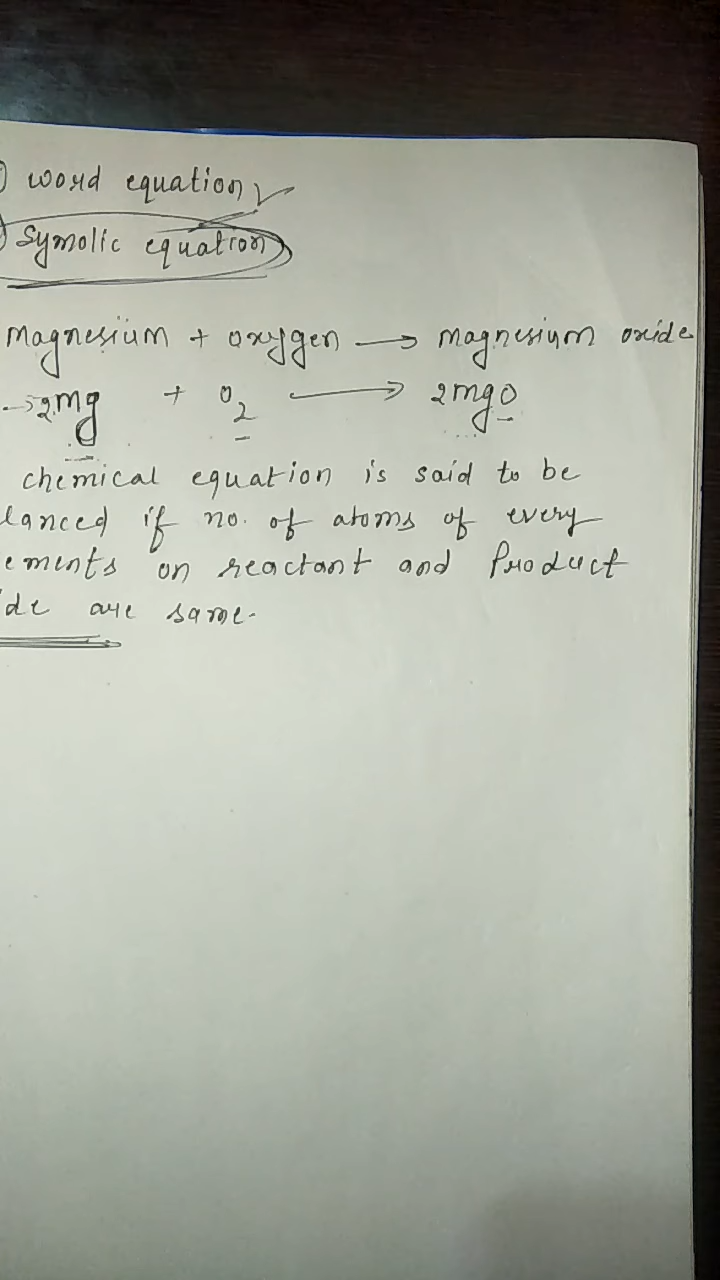 word equation
Symolic equation
Magnesium + oxygen → magnesium oxide
→ 2mg + O2 → 2mgO
chemical equation is said to be
lanced if no. of atoms of every
ements on reactant and Product
ide are same.